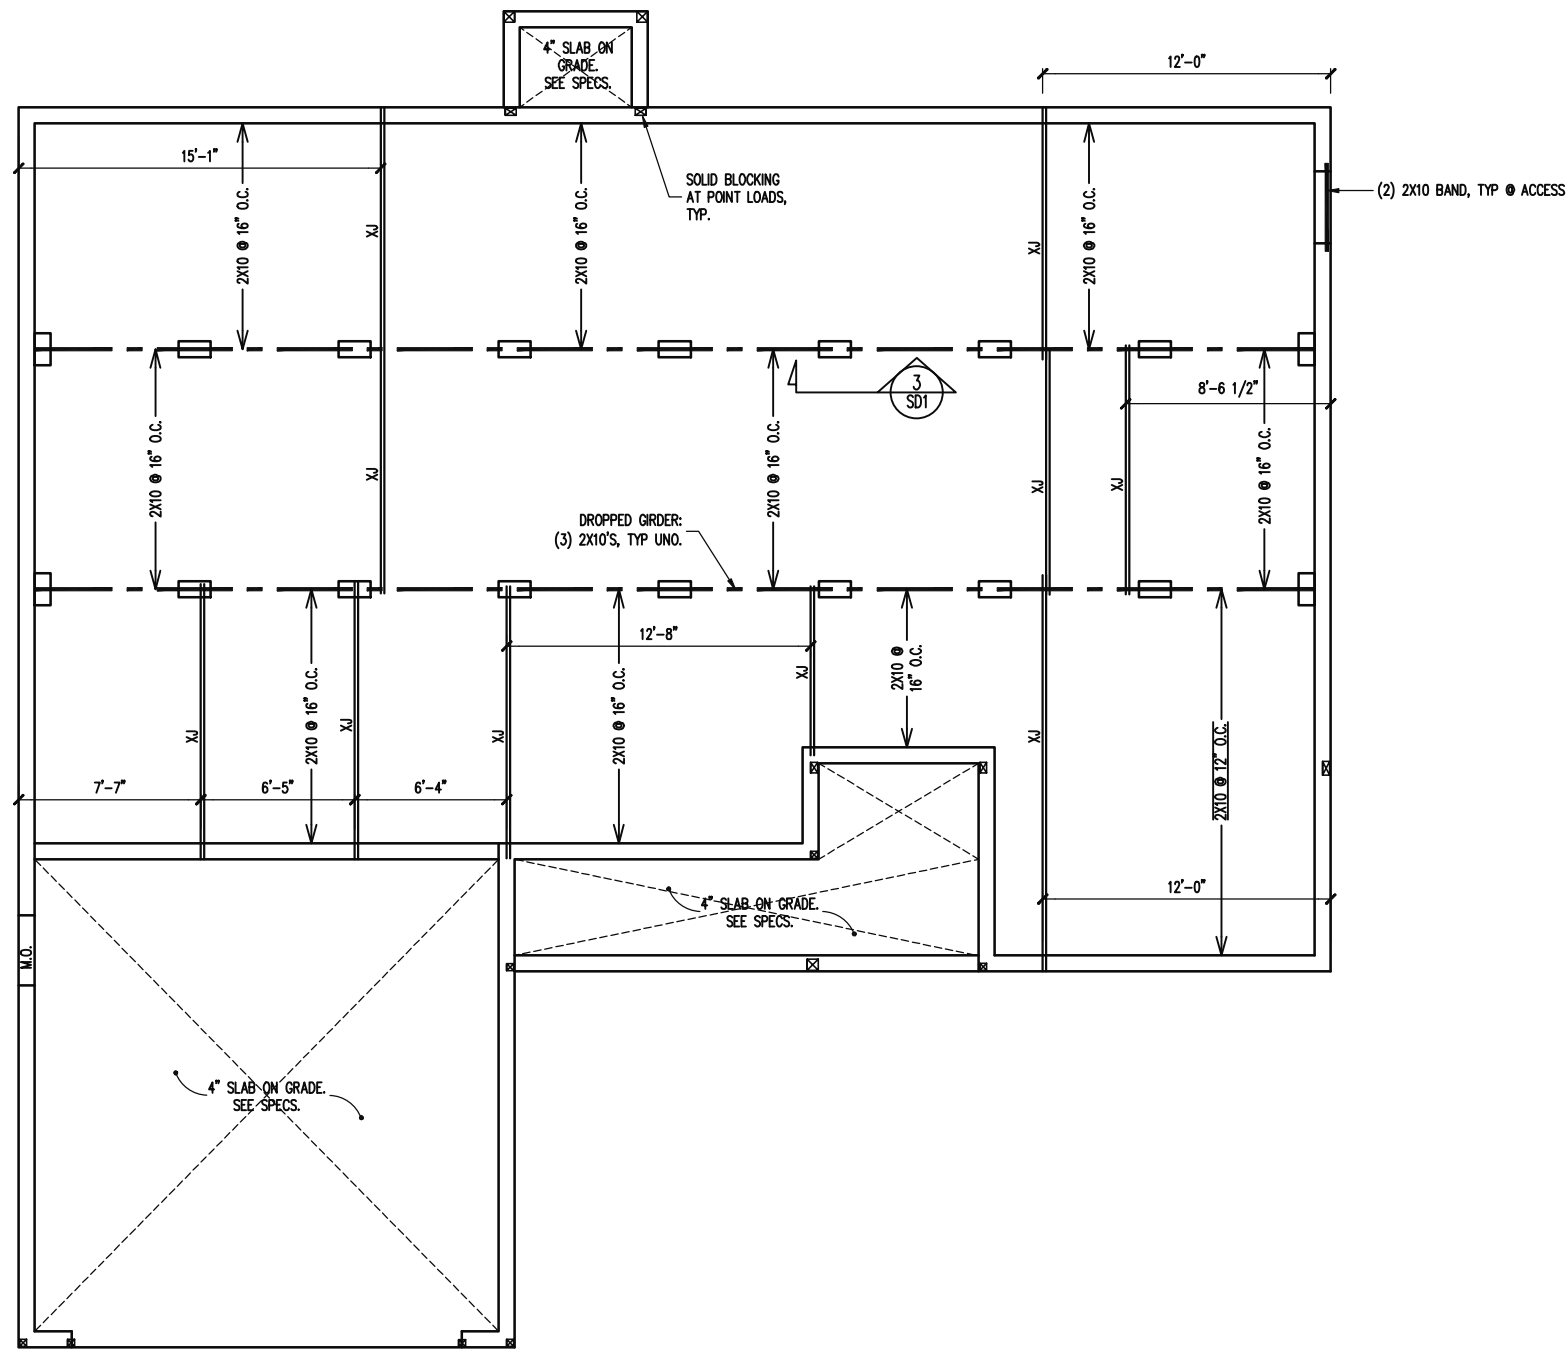 4" SLAB ON
GRADE.
SEE SPECS.
12'-0"
15'-1"
2X10 @ 16" O.C.
XJ
2X10 @ 16" O.C.
SOLID BLOCKING
AT POINT LOADS,
TYP.
XJ
2X10 @ 16" O.C.
(2) 2X10 BAND, TYP @ ACCESS
2X10 @ 16" O.C.
XJ
2X10 @ 16" O.C.
3
SD1
XJ
XJ
8'-6 1/2"
2X10 @ 16" O.C.
DROPPED GIRDER:
(3) 2X10'S, TYP UNO.
XJ
2X10 @ 16" O.C.
XJ
XJ
2X10 @ 16" O.C.
12'-8"
XJ
2X10 @
16" O.C.
XJ
2X10 @ 12" O.C.
7'-7"
6'-5"
6'-4"
12'-0"
4" SLAB ON GRADE.
SEE SPECS.
M.O.
4" SLAB ON GRADE.
SEE SPECS.